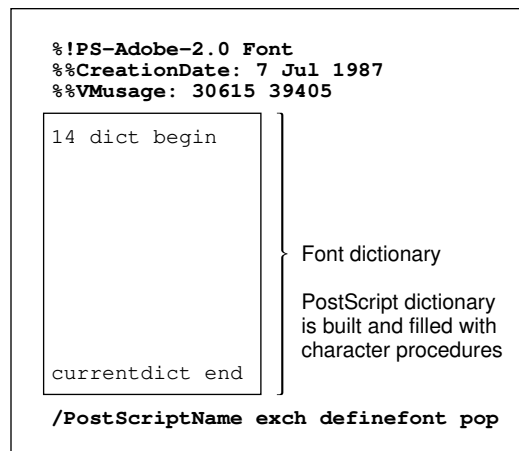 %!PS-Adobe-2.0 Font
%%CreationDate: 7 Jul 1987
%%VMusage: 30615 39405
14 dict begin
Font dictionary
PostScript dictionary
is built and filled with
character procedures
currentdict end
/PostScriptName exch definefont pop